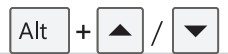 Alt + ▲ / ▼